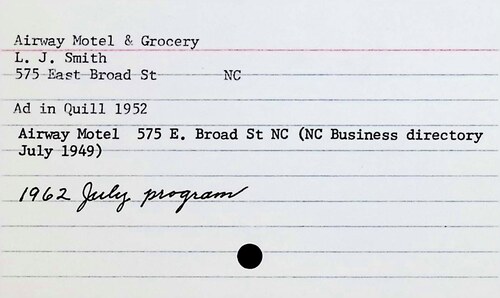 Airway Motel & Grocery
L. J. Smith
575 East Broad St NC
Ad in Quill 1952
Airway Motel 575 E. Broad St NC (NC Business directory
July 1949)
1962 July program